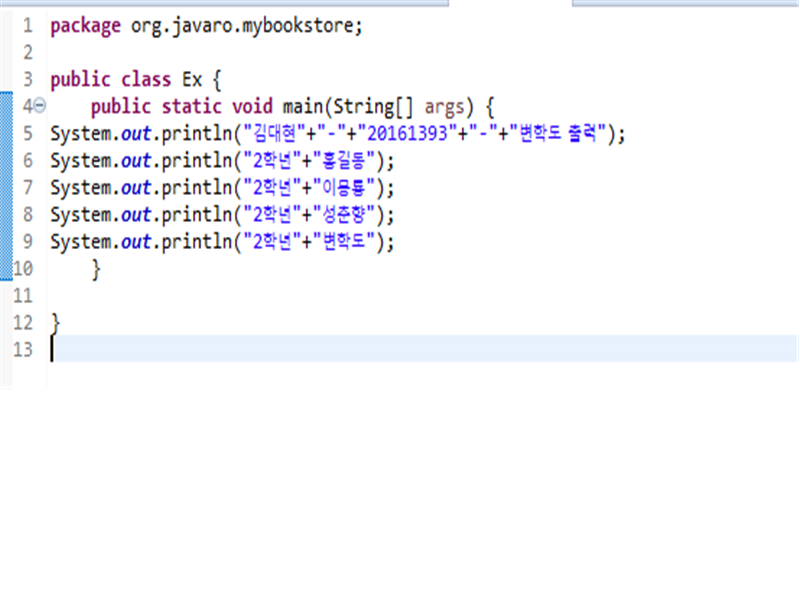 1 package org.javaro.mybookstore;
2
3 public class Ex {
4 public static void main(String[] args) {
5 System.out.println("김대현"+"-"+"20161393"+"-"+"변학도 출력");
6 System.out.println("2학년"+"홍길동");
7 System.out.println("2학년"+"이몽룡");
8 System.out.println("2학년"+"성춘향");
9 System.out.println("2학년"+"변학도");
10 }
11
12 }
13